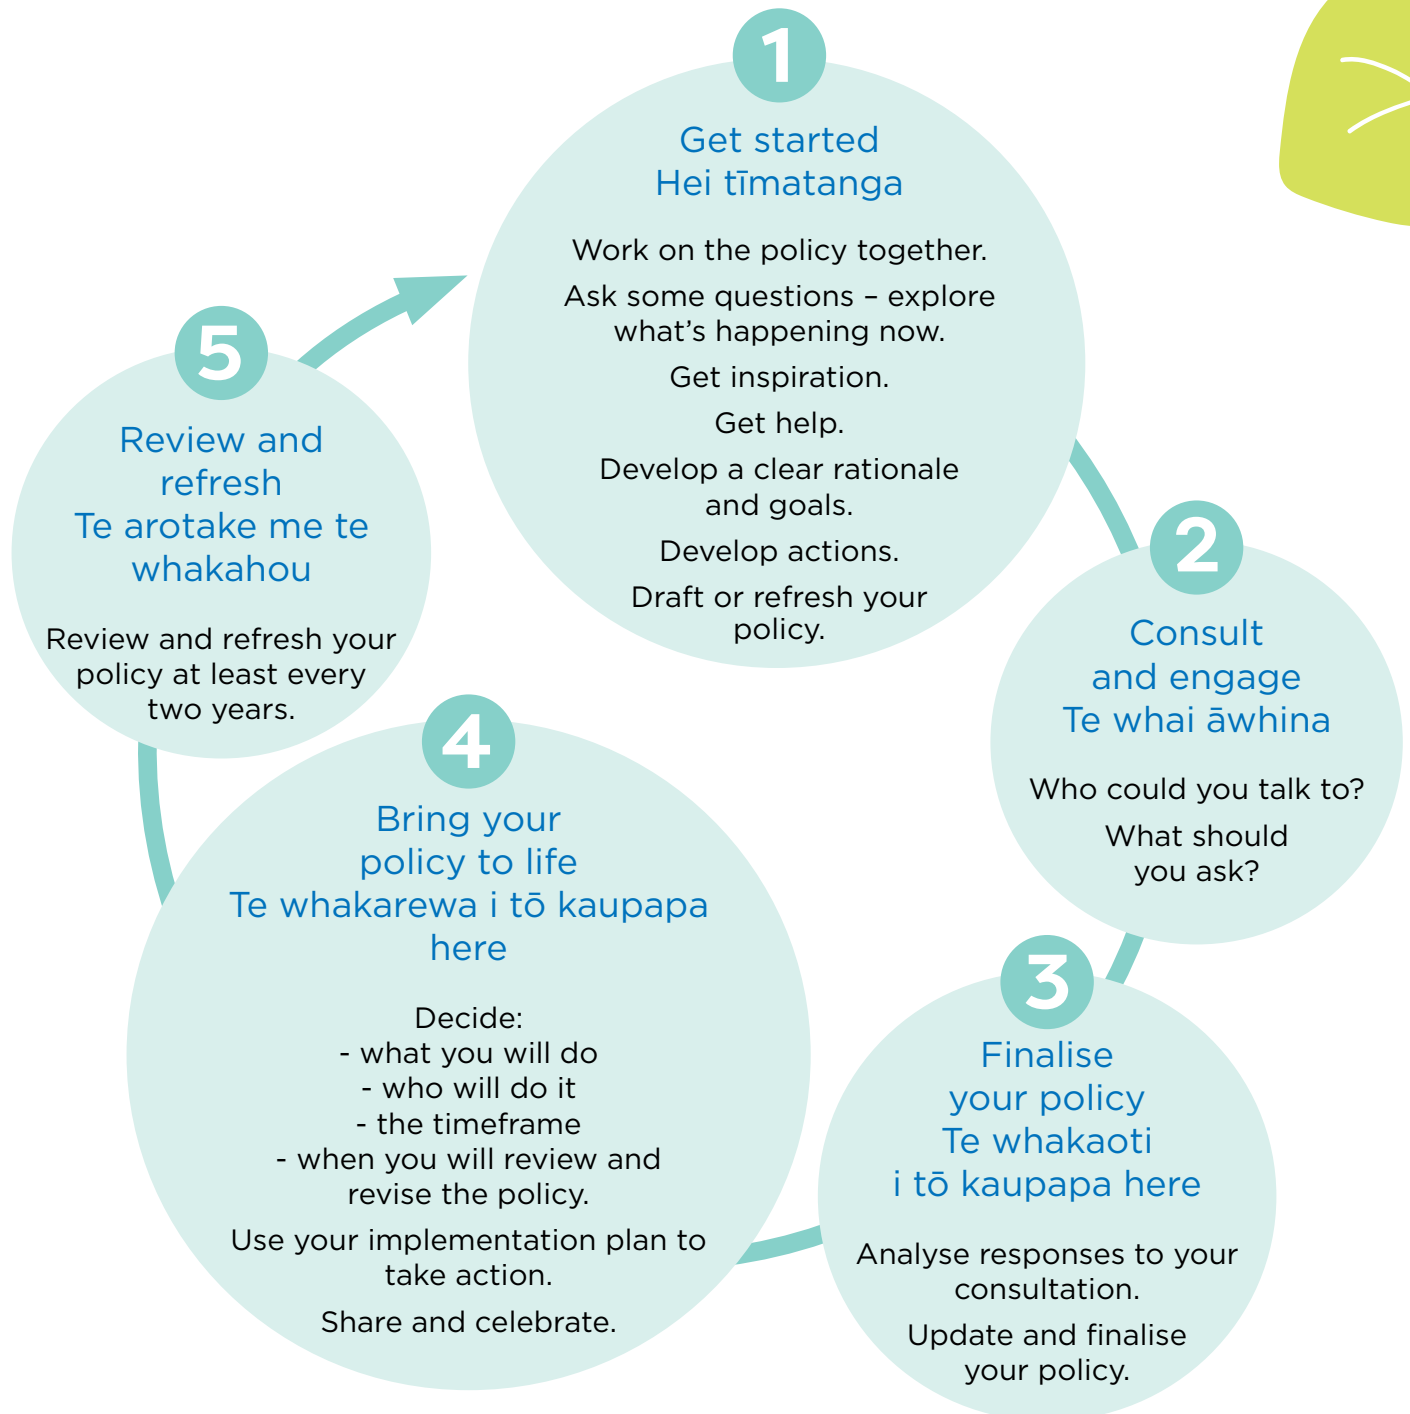 1
Get started
Hei tīmatanga
Work on the policy together.
Ask some questions – explore
what's happening now.
Get inspiration.
Get help.
Develop a clear rationale
and goals.
Develop actions.
Draft or refresh your
policy.
2
Consult
and engage
Te whai āwhina
Who could you talk to?
What should
you ask?
3
Finalise
your policy
Te whakaoti
i tō kaupapa here
Analyse responses to your
consultation.
Update and finalise
your policy.
4
Bring your
policy to life
Te whakarewa i tō kaupapa
here
Decide:
- what you will do
- who will do it
- the timeframe
- when you will review and
revise the policy.
Use your implementation plan to
take action.
Share and celebrate.
5
Review and
refresh
Te arotake me te
whakahou
Review and refresh your
policy at least every
two years.